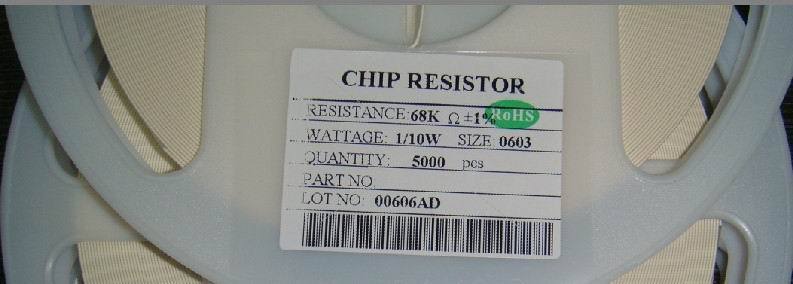 CHIP RESISTOR
RESISTANCE: 68K Ω ±1% RoHS
WATTAGE: 1/10W SIZE 0603
QUANTITY: 5000 pcs
PART NO
LOT NO: 00606AD